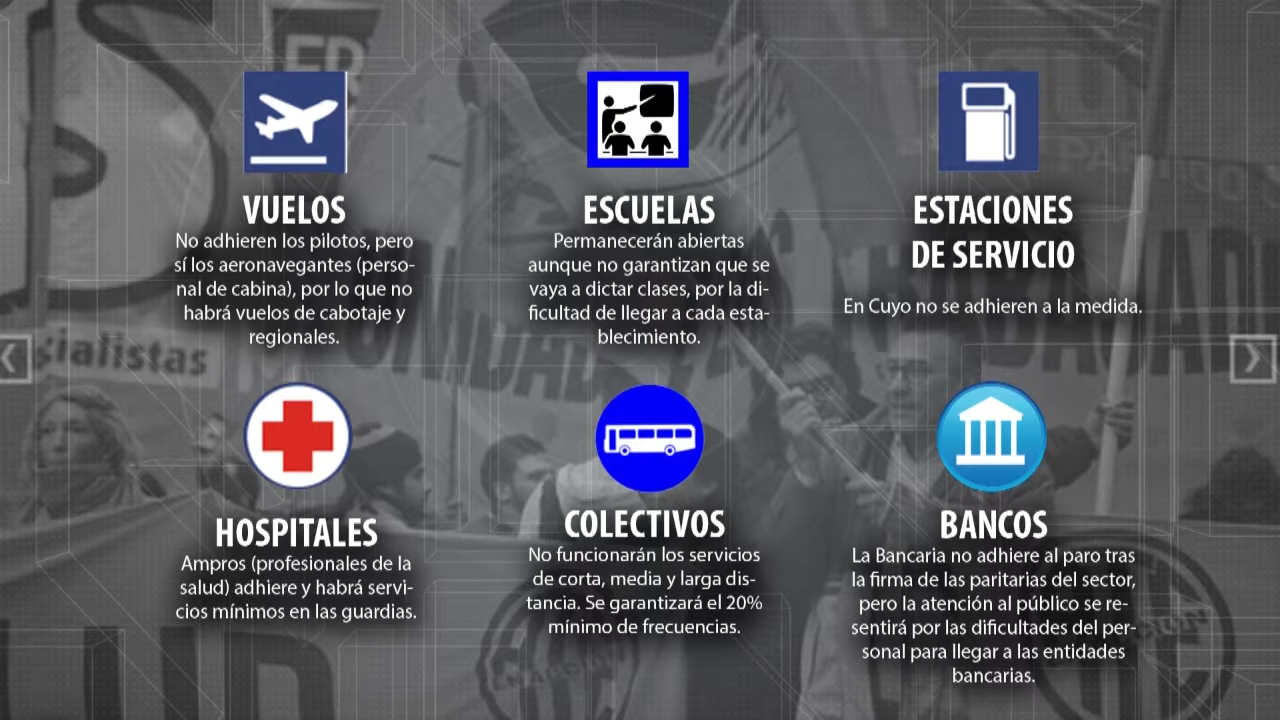 VUELOS
No adhieren los pilotos, pero
sí los aeronavegantes (perso-
nal de cabina), por lo que no
habrá vuelos de cabotaje y
regionales.
ESCUELAS
Permanecerán abiertas
aunque no garantizan que se
vaya a dictar clases, por la di-
ficultad de llegar a cada esta-
blecimiento.
ESTACIONES
DE SERVICIO
En Cuyo no se adhieren a la medida.
ialistas
HOSPITALES
Ampros (profesionales de la
salud) adhiere y habrá servi-
cios mínimos en las guardias.
COLECTIVOS
No funcionarán los servicios
de corta, media y larga dis-
tancia. Se garantizará el 20%
mínimo de frecuencias.
BANCOS
La Bancaria no adhiere al paro tras
la firma de las paritarias del sector,
pero la atención al público se re-
sentirá por las dificultades del per-
sonal para llegar a las entidades
bancarias.